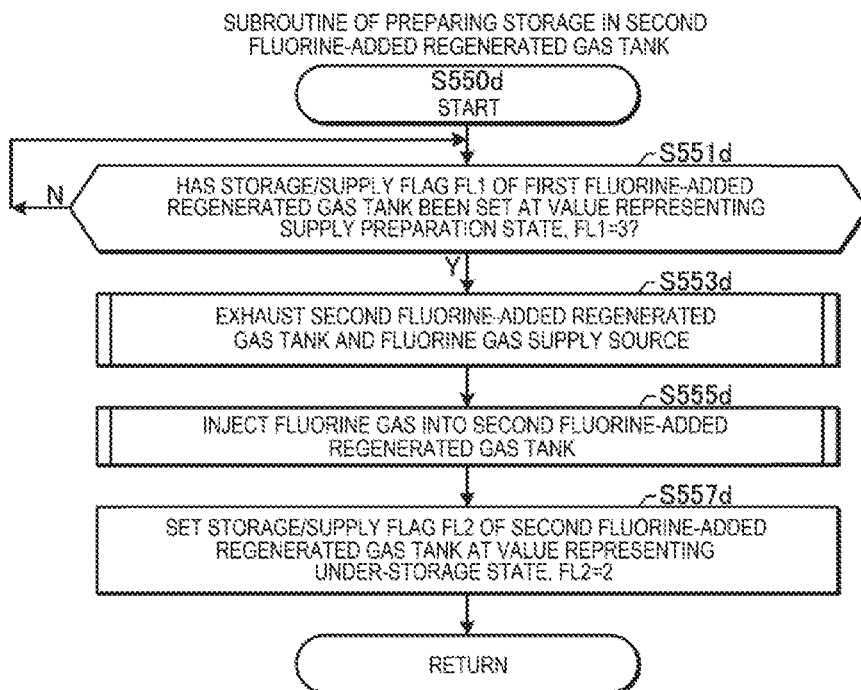 SUBROUTINE OF PREPARING STORAGE IN SECOND
FLUORINE-ADDED REGENERATED GAS TANK
S550d
START
S551d
HAS STORAGE/SUPPLY FLAG FL1 OF FIRST FLUORINE-ADDED
REGENERATED GAS TANK BEEN SET AT VALUE REPRESENTING
SUPPLY PREPARATION STATE, FL1=3?
N
Y
S553d
EXHAUST SECOND FLUORINE-ADDED REGENERATED
GAS TANK AND FLUORINE GAS SUPPLY SOURCE
S555d
INJECT FLUORINE GAS INTO SECOND FLUORINE-ADDED
REGENERATED GAS TANK
S557d
SET STORAGE/SUPPLY FLAG FL2 OF SECOND FLUORINE-ADDED
REGENERATED GAS TANK AT VALUE REPRESENTING
UNDER-STORAGE STATE, FL2=2
RETURN